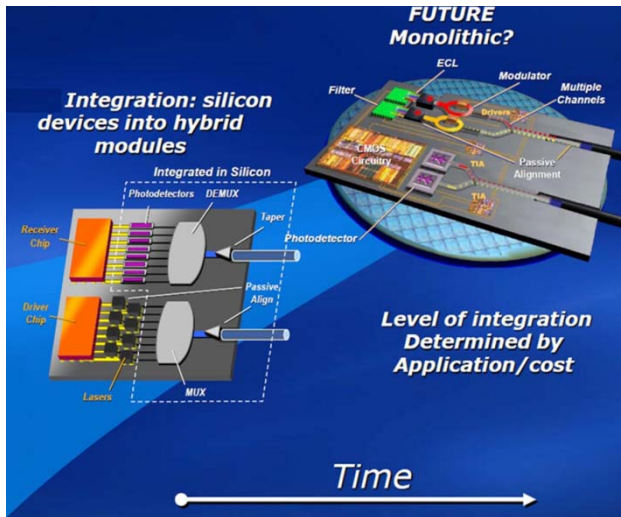 FUTURE
Monolithic?
ECL
Modulator
Filter
Drivers
Multiple
Channels
CMOS
Circuitry
TIA
Passive
Alignment
TIA
Photodetector
Integration: silicon
devices into hybrid
modules
Integrated in Silicon
Photodetectors
DEMUX
Taper
Receiver
Chip
Passive
Align
Driver
Chip
Lasers
MUX
Level of integration
Determined by
Application/cost
Time